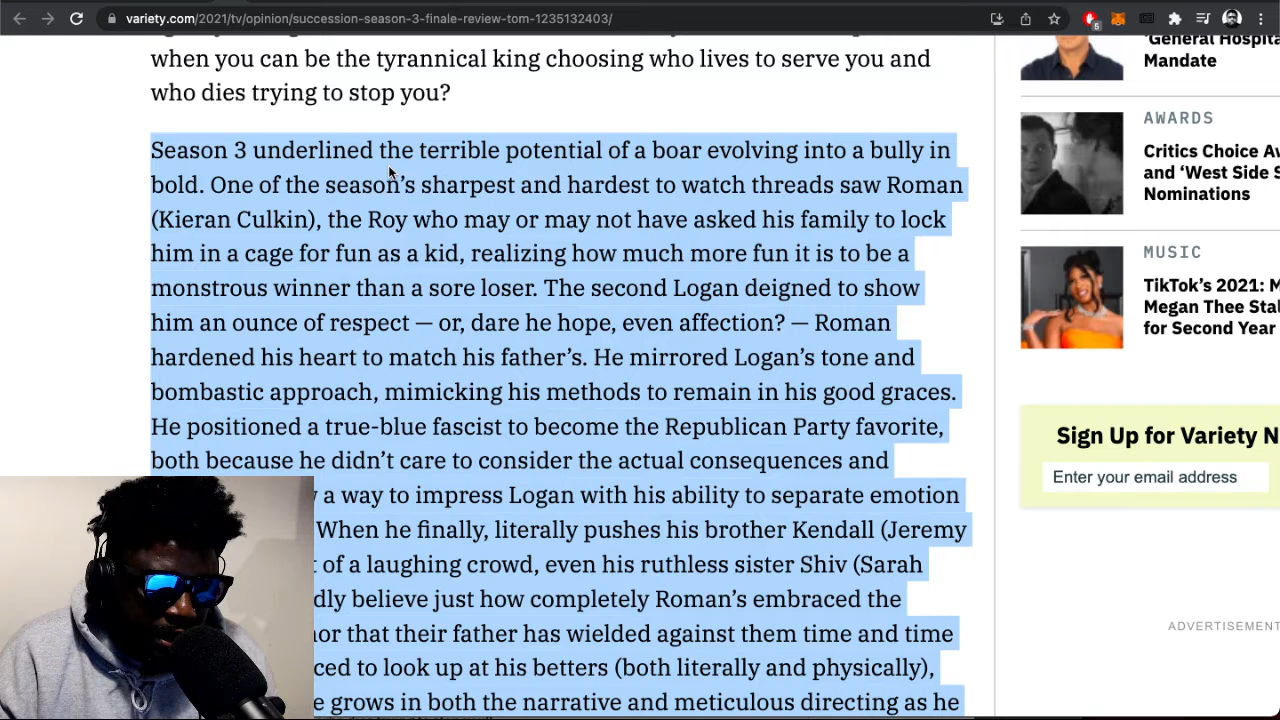 variety.com/2021/tv/opinion/succession-season-3-finale-review-tom-1235132403/
5
when you can be the tyrannical king choosing who lives to serve you and
who dies trying to stop you?
Season 3 underlined the terrible potential of a boar evolving into a bully in
bold. One of the season’s sharpest and hardest to watch threads saw Roman
(Kieran Culkin), the Roy who may or may not have asked his family to lock
him in a cage for fun as a kid, realizing how much more fun it is to be a
monstrous winner than a sore loser. The second Logan deigned to show
him an ounce of respect — or, dare he hope, even affection? — Roman
hardened his heart to match his father’s. He mirrored Logan’s tone and
bombastic approach, mimicking his methods to remain in his good graces.
He positioned a true-blue fascist to become the Republican Party favorite,
both because he didn’t care to consider the actual consequences and
a way to impress Logan with his ability to separate emotion
When he finally, literally pushes his brother Kendall (Jeremy
of a laughing crowd, even his ruthless sister Shiv (Sarah
dly believe just how completely Roman’s embraced the
or that their father has wielded against them time and time
ced to look up at his betters (both literally and physically),
e grows in both the narrative and meticulous directing as he
'General Hospita
Mandate
AWARDS
Critics Choice Aw
and ‘West Side S
Nominations
MUSIC
TikTok’s 2021: M
Megan Thee Stal
for Second Year
Sign Up for Variety N
Enter your email address
ADVERTISEMENT